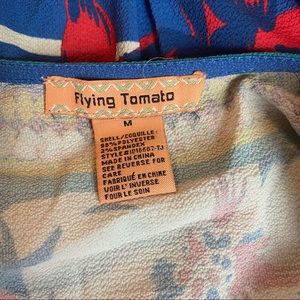 Flying Tomato
M
SHELL/COQUILLE:
98% POLYESTER
2% SPANDEX
MADE IN CHINA
SEE REVERSE FOR
CARE
FABRIQUÉ EN CHINE
VOIR L' INVERSE
FOUR LE SOIN